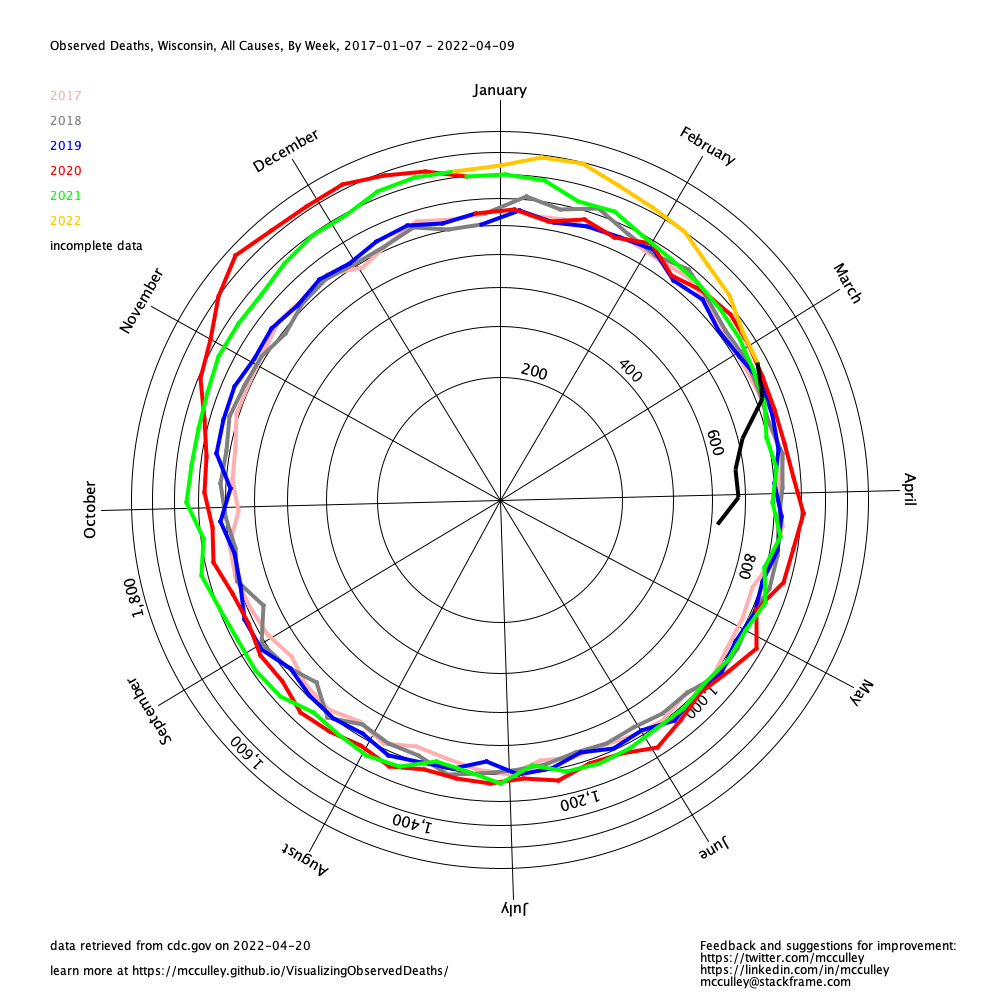 Observed Deaths, Wisconsin, All Causes, By Week, 2017-01-07 - 2022-04-09
January
2017
2018
2019
2020
2021
2022
incomplete data
December
February
November
March
200
400
600
October
April
800
1,800
May
September
1,000
1,600
1,200
1,400
August
June
July
data retrieved from cdc.gov on 2022-04-20
learn more at https://mcculley.github.io/VisualizingObservedDeaths/
Feedback and suggestions for improvement:
https://twitter.com/mcculley
https://linkedin.com/in/mcculley
mcculley@stackframe.com